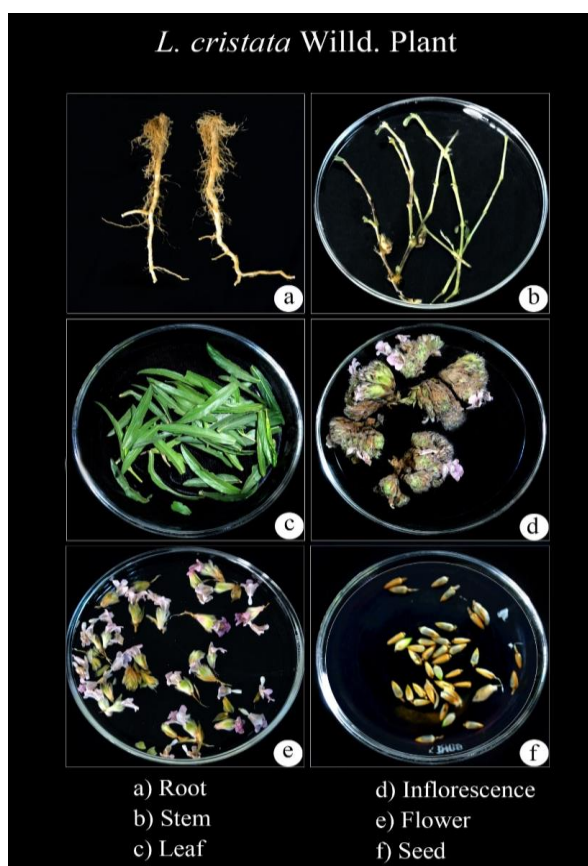 L. cristata Willd. Plant
a
b
c
d
e
f
a) Root
d) Inflorescence
b) Stem
e) Flower
c) Leaf
f) Seed